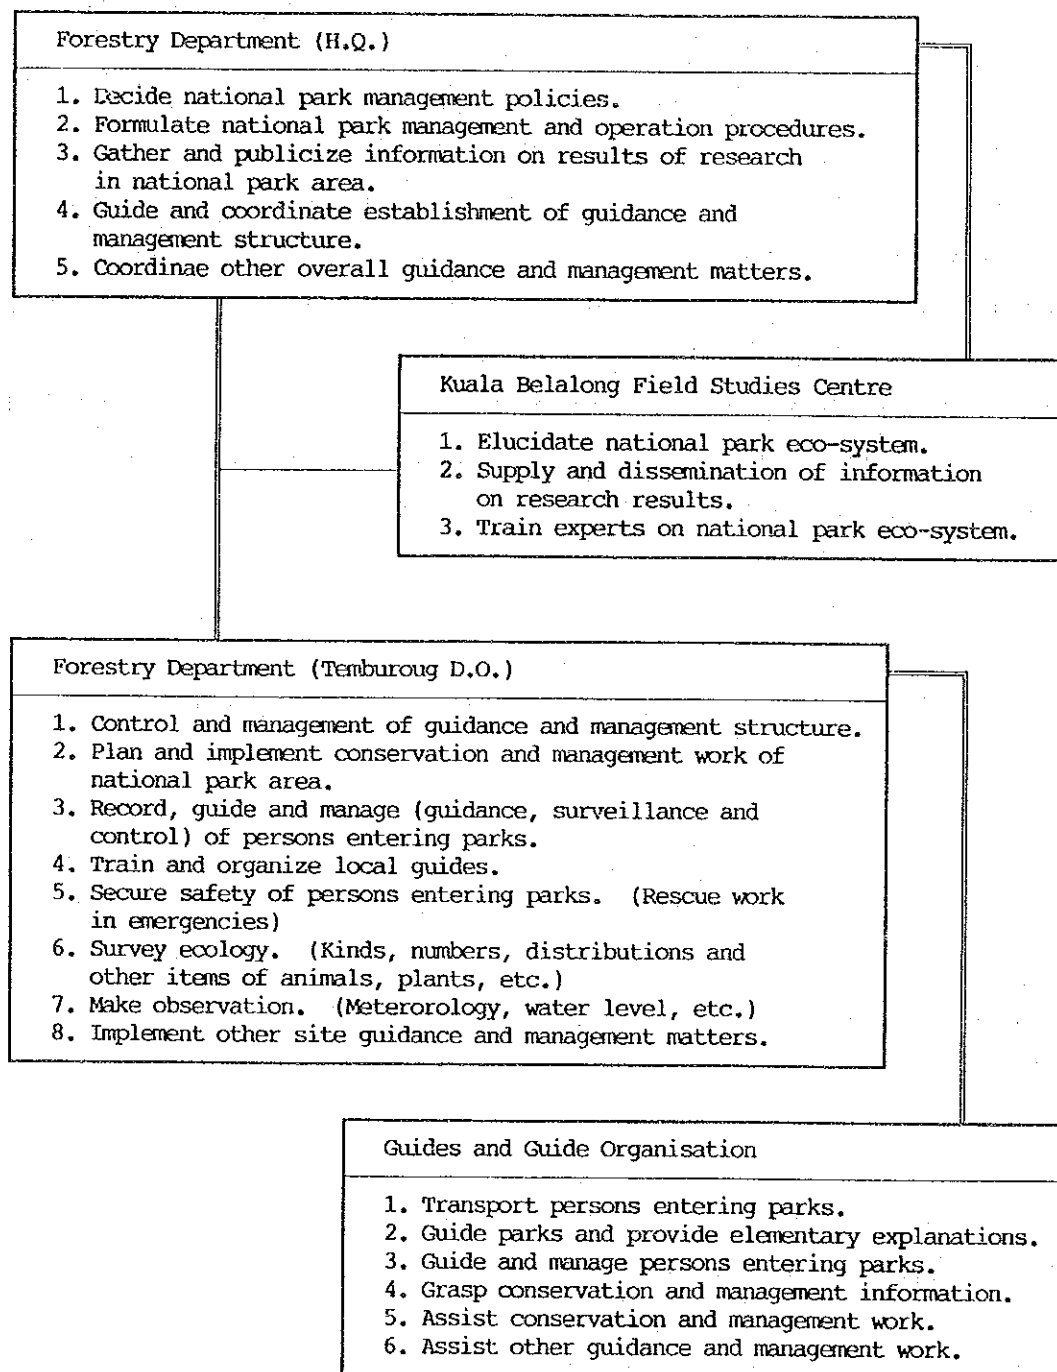 Forestry Department (H.Q.)
1. Decide national park management policies.
2. Formulate national park management and operation procedures.
3. Gather and publicize information on results of research
in national park area.
4. Guide and coordinate establishment of guidance and
management structure.
5. Coordinae other overall guidance and management matters.
Kuala Belalong Field Studies Centre
1. Elucidate national park eco-system.
2. Supply and dissemination of information
on research results.
3. Train experts on national park eco-system.
Forestry Department (Temburoug D.O.)
1. Control and management of guidance and management structure.
2. Plan and implement conservation and management work of
national park area.
3. Record, guide and manage (guidance, surveillance and
control) of persons entering parks.
4. Train and organize local guides.
5. Secure safety of persons entering parks. (Rescue work
in emergencies)
6. Survey ecology. (Kinds, numbers, distributions and
other items of animals, plants, etc.)
7. Make observation. (Meterorology, water level, etc.)
8. Implement other site guidance and management matters.
Guides and Guide Organisation
1. Transport persons entering parks.
2. Guide parks and provide elementary explanations.
3. Guide and manage persons entering parks.
4. Grasp conservation and management information.
5. Assist conservation and management work.
6. Assist other guidance and management work.